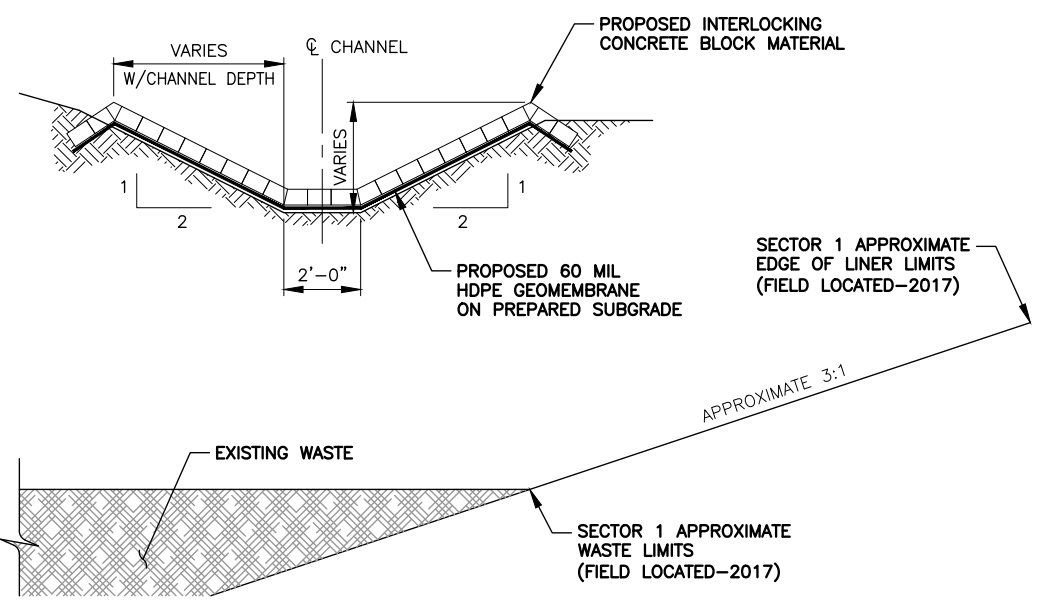 PROPOSED INTERLOCKING
CONCRETE BLOCK MATERIAL
℄ CHANNEL
VARIES
W/CHANNEL DEPTH
VARIES
1
2
1
2
2'-0"
PROPOSED 60 MIL
HDPE GEOMEMBRANE
ON PREPARED SUBGRADE
SECTOR 1 APPROXIMATE
EDGE OF LINER LIMITS
(FIELD LOCATED-2017)
APPROXIMATE 3:1
EXISTING WASTE
SECTOR 1 APPROXIMATE
WASTE LIMITS
(FIELD LOCATED-2017)